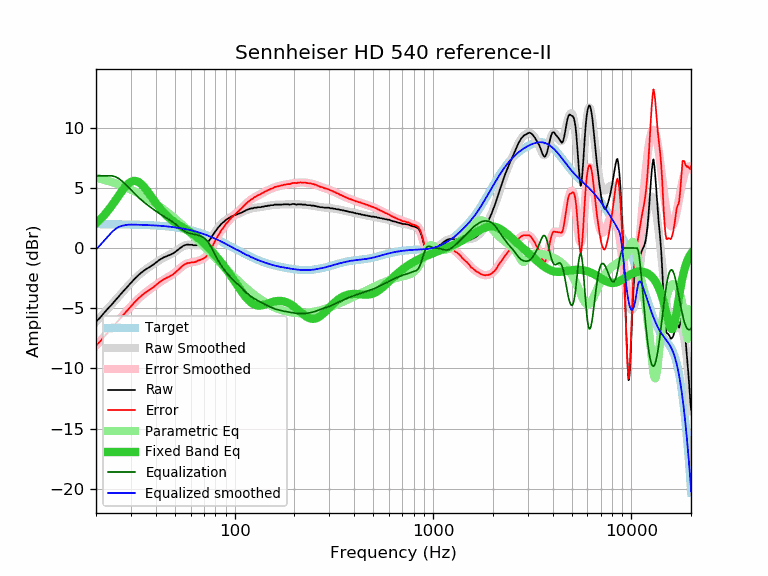 Sennheiser HD 540 reference-II
Amplitude (dBr)
10
5
0
−5
−10
−15
−20
Target
Raw Smoothed
Error Smoothed
Raw
Error
Parametric Eq
Fixed Band Eq
Equalization
Equalized smoothed
100
1000
10000
Frequency (Hz)